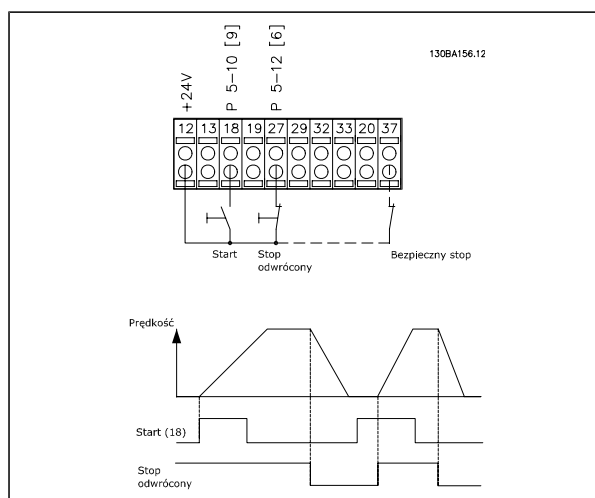 130BA156.12
+24V
P 5-10 [9]
P 5-12 [6]
12 13 18 19 27 29 32 33 20 37
Start
Stop
odwrócony
Bezpieczny stop
Prędkość
Start (18)
Stop
odwrócony